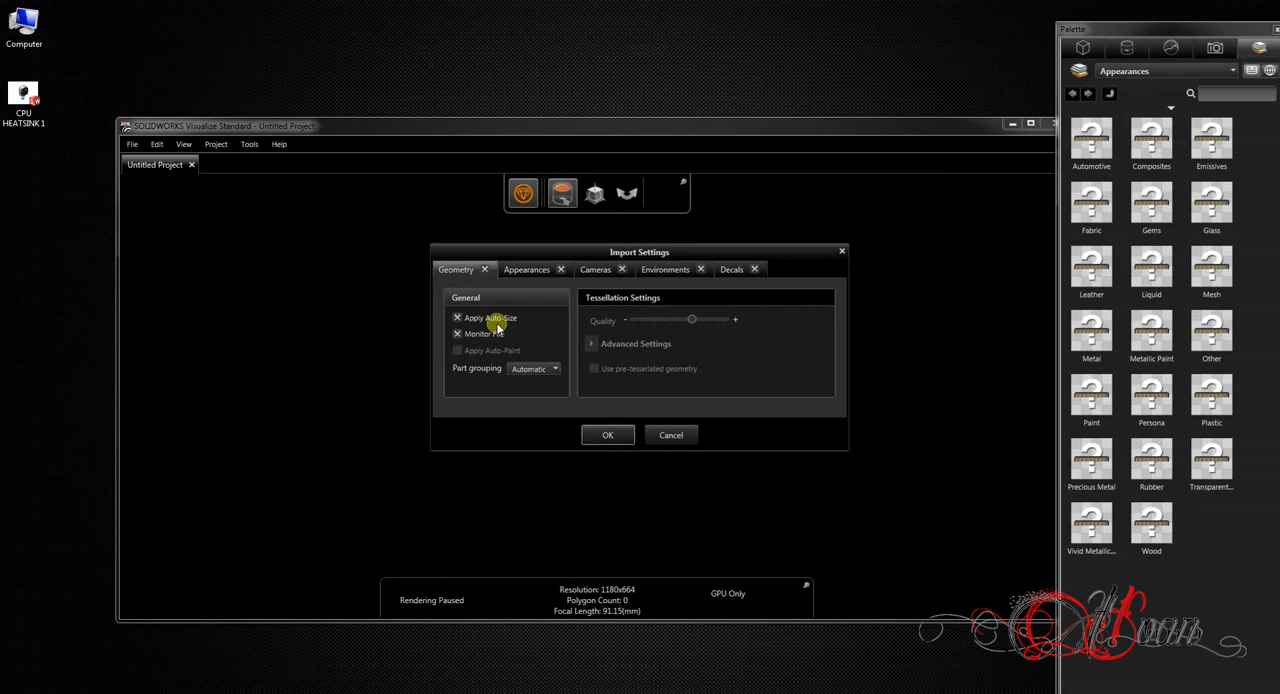 Computer
CPU
HEATSINK 1
SOLIDWORKS Visualize Standard - Untitled Project
File Edit View Project Tools Help
Untitled Project
Import Settings
Geometry Appearances Cameras Environments Decals
General
Apply Auto-Size
Monitor File
Apply Auto-Paint
Part grouping Automatic
Tessellation Settings
Quality - +
Advanced Settings
Use pre-tessellated geometry
OK Cancel
Rendering Paused
Resolution: 1180x664
Polygon Count: 0
Focal Length: 91.15(mm)
GPU Only
Palette
Appearances
Automotive Composites Emissives
Fabric Gems Glass
Leather Liquid Mesh
Metal Metallic Paint Other
Paint Persona Plastic
Precious Metal Rubber Transparent...
Vivid Metallic... Wood